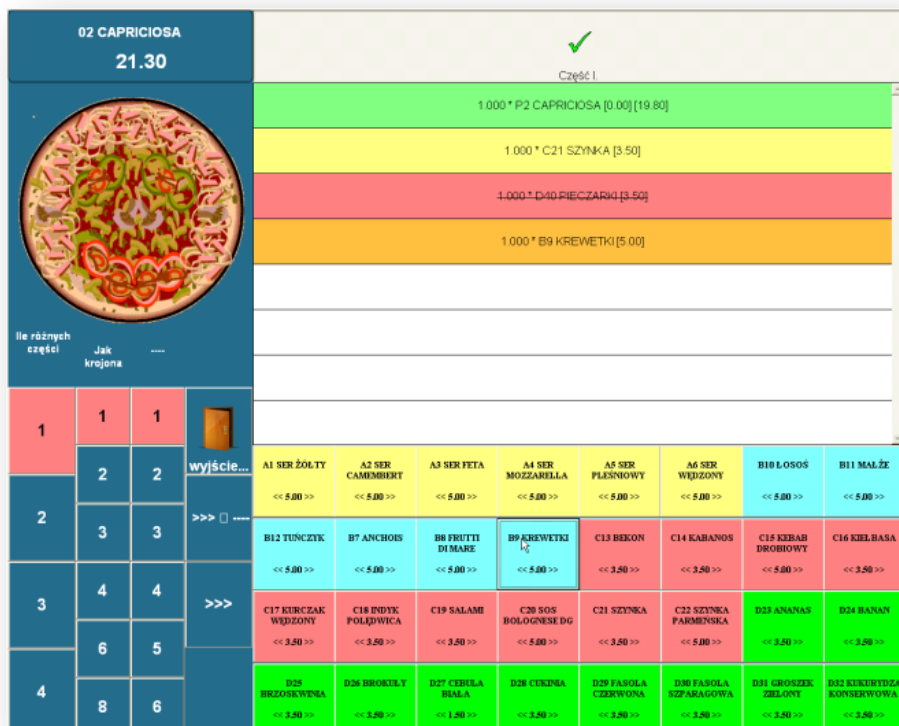 02 CAPRICIOSA
21.30
Część I.
1.000 * P2 CAPRICIOSA [0.00] [19.80]
1.000 * C21 SZYNKA [3.50]
1.000 * D40 PIECZARKI [3.50]
1.000 * B9 KREWETKI [5.00]
Ile różnych
części
Jak
krojona
----
1
2
3
4
1
2
3
4
6
8
1
2
3
4
5
6
wyjście...
>>> ----
>>>
A1 SER ŻÓŁTY
<< 5.00 >>
A2 SER
CAMEMBERT
<< 5.00 >>
A3 SER FETA
<< 5.00 >>
A4 SER
MOZZARELLA
<< 5.00 >>
A5 SER
PLEŚNIOWY
<< 5.00 >>
A6 SER
WĘDZONY
<< 5.00 >>
B10 ŁOSOŚ
<< 5.00 >>
B11 MAŁŻE
<< 5.00 >>
B12 TUŃCZYK
<< 5.00 >>
B7 ANCHOIS
<< 5.00 >>
B8 FRUTTI
DI MARE
<< 5.00 >>
B9 KREWETKI
<< 5.00 >>
C13 BEKON
<< 3.50 >>
C14 KABANOS
<< 3.50 >>
C15 KEBAB
DROBIOWY
<< 5.00 >>
C16 KIEŁBASA
<< 3.50 >>
C17 KURCZAK
WĘDZONY
<< 3.50 >>
C18 INDYK
POLĘDWICA
<< 3.50 >>
C19 SALAMI
<< 3.50 >>
C20 SOS
BOLOGNESE DG
<< 5.00 >>
C21 SZYNKA
<< 3.50 >>
C22 SZYNKA
PARMEŃSKA
<< 5.00 >>
D23 ANANAS
<< 3.50 >>
D24 BANAN
<< 3.50 >>
D25
BRZOSKWINIA
<< 3.50 >>
D26 BROKUŁY
<< 3.50 >>
D27 CEBULA
BIAŁA
<< 1.50 >>
D28 CUKINIA
<< 3.50 >>
D29 FASOLA
CZERWONA
<< 3.50 >>
D30 FASOLA
SZPARAGOWA
<< 3.50 >>
D31 GROSZEK
ZIELONY
<< 3.50 >>
D32 KUKURYDZA
KONSERWOWA
<< 3.50 >>